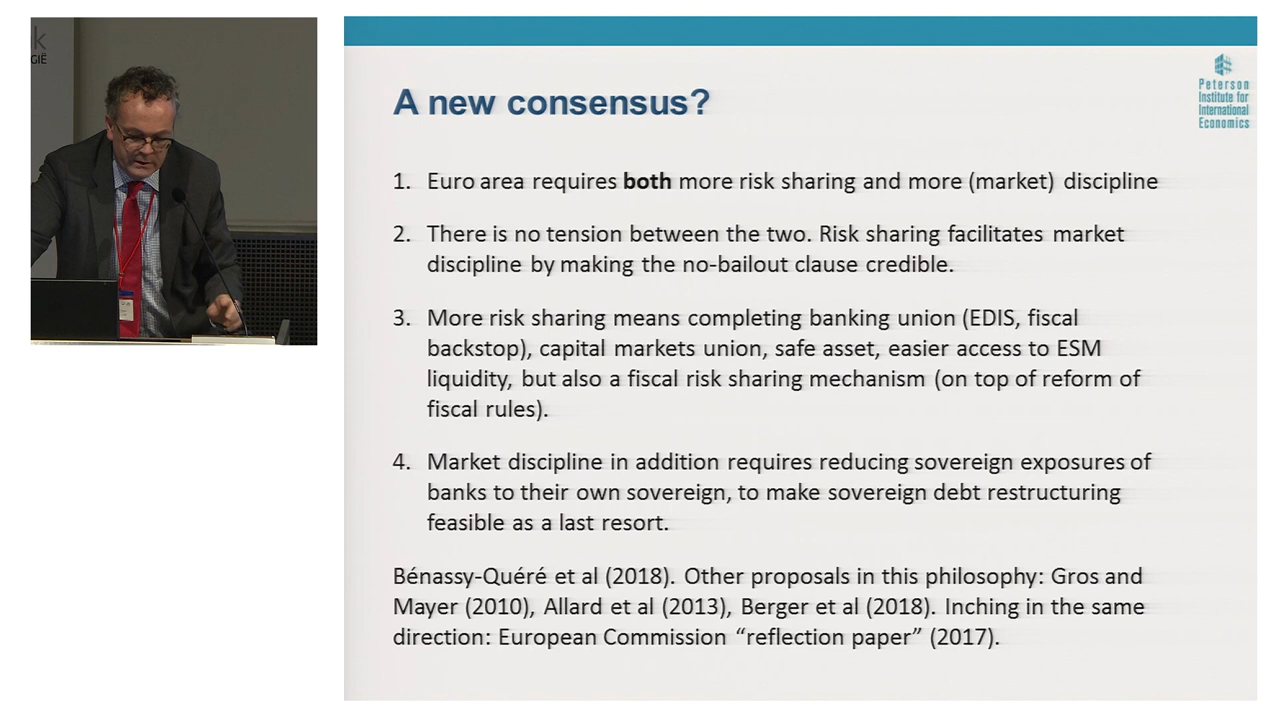 GIË
Peterson
Institute for
International
Economics
A new consensus?
1. Euro area requires both more risk sharing and more (market) discipline
2. There is no tension between the two. Risk sharing facilitates market
discipline by making the no-bailout clause credible.
3. More risk sharing means completing banking union (EDIS, fiscal
backstop), capital markets union, safe asset, easier access to ESM
liquidity, but also a fiscal risk sharing mechanism (on top of reform of
fiscal rules).
4. Market discipline in addition requires reducing sovereign exposures of
banks to their own sovereign, to make sovereign debt restructuring
feasible as a last resort.
Bénassy-Quéré et al (2018). Other proposals in this philosophy: Gros and
Mayer (2010), Allard et al (2013), Berger et al (2018). Inching in the same
direction: European Commission “reflection paper” (2017).